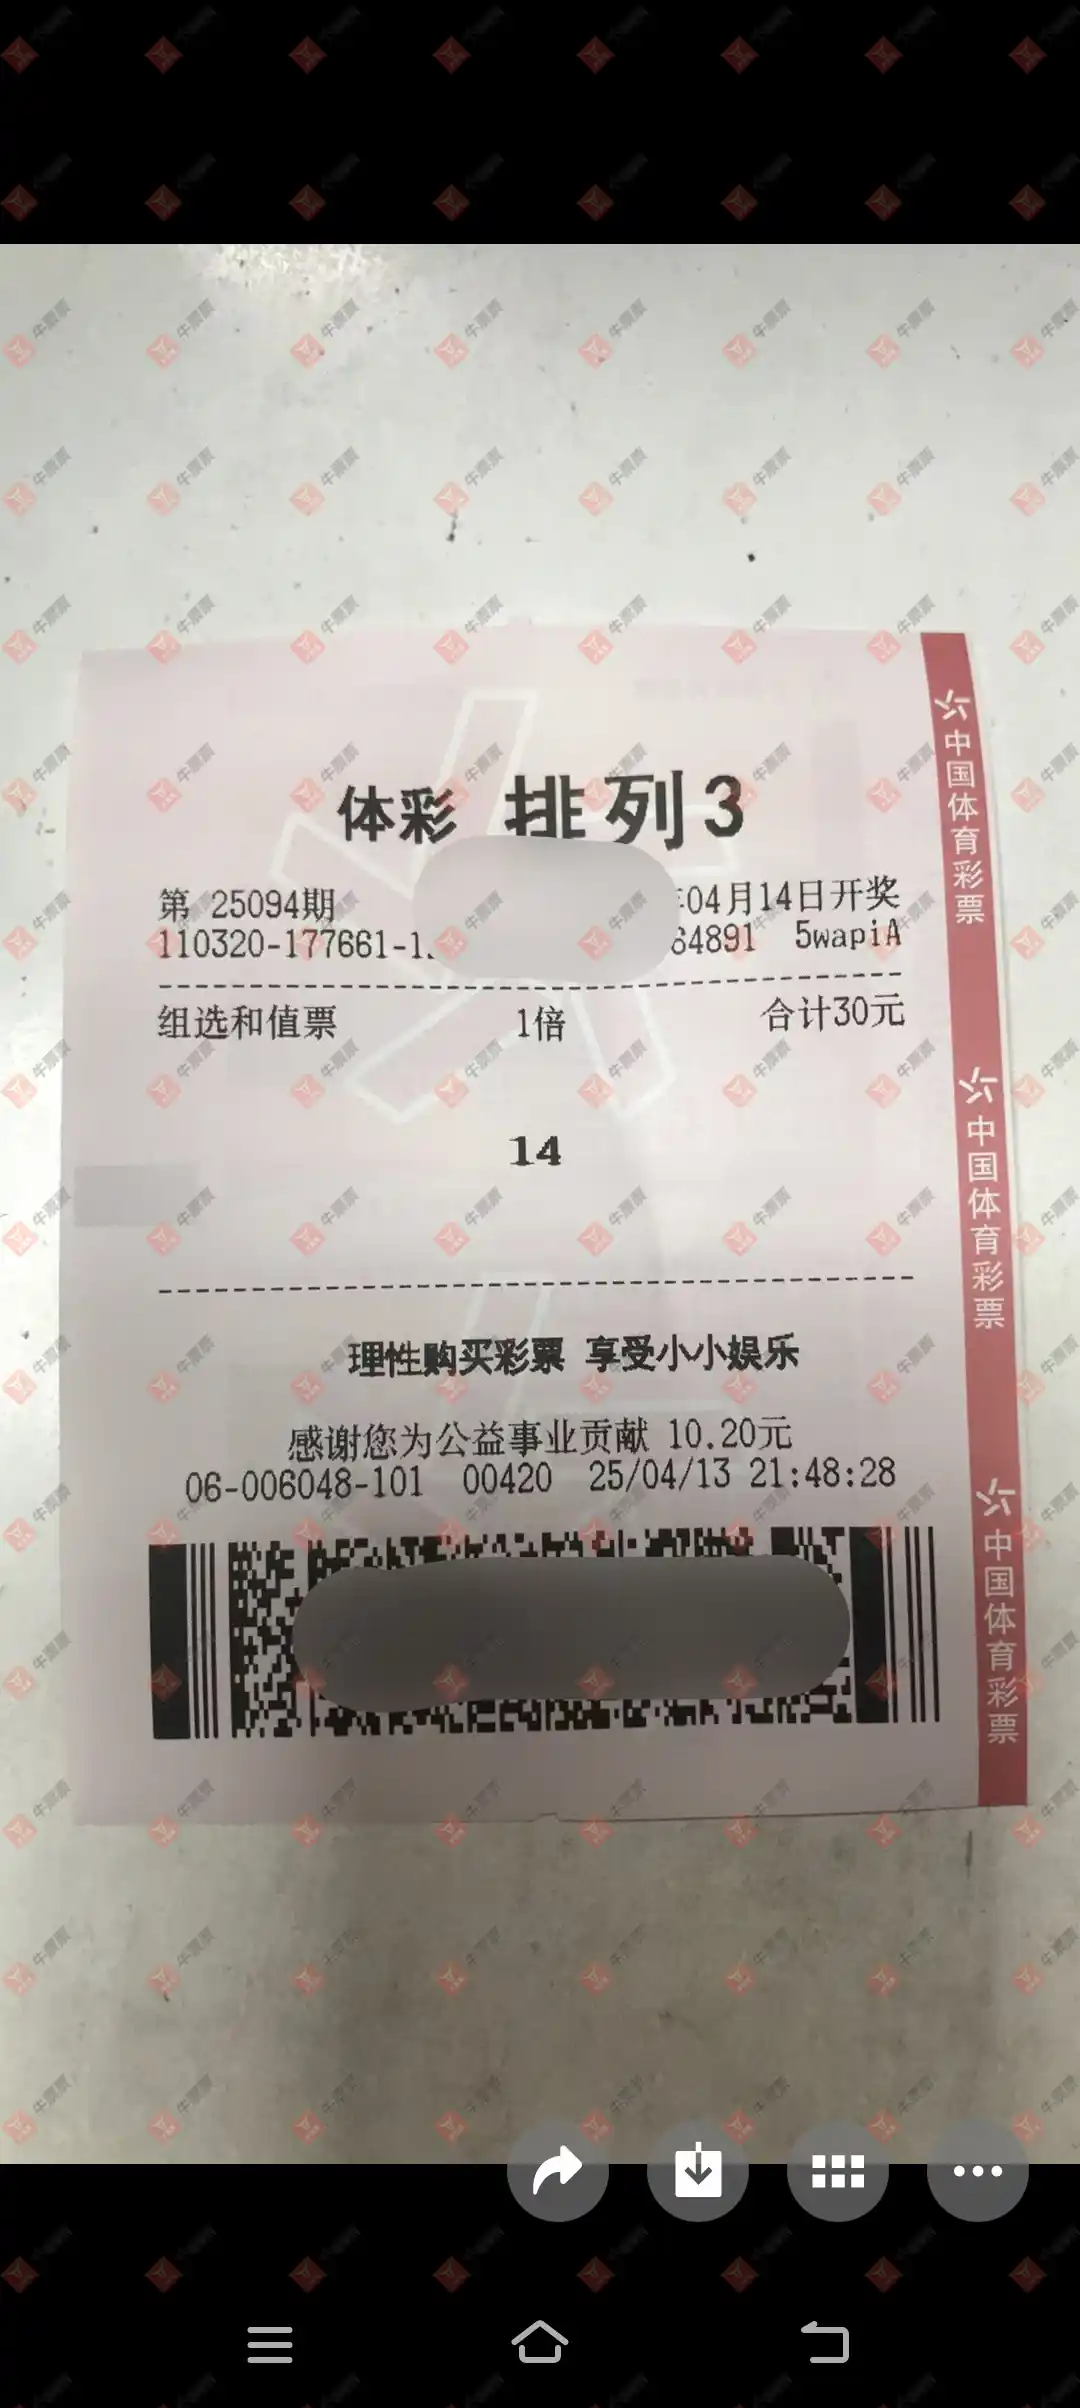 体彩 排列3
第 25094期 年04月14日开奖
110320-177661-1 64891 5wapiA
组选和值票 1倍 合计30元
14
理性购买彩票 享受小小娱乐
感谢您为公益事业贡献 10.20元
06-006048-101 00420 25/04/13 21:48:28
中国体育彩票
中国体育彩票
中国体育彩票
牛票票